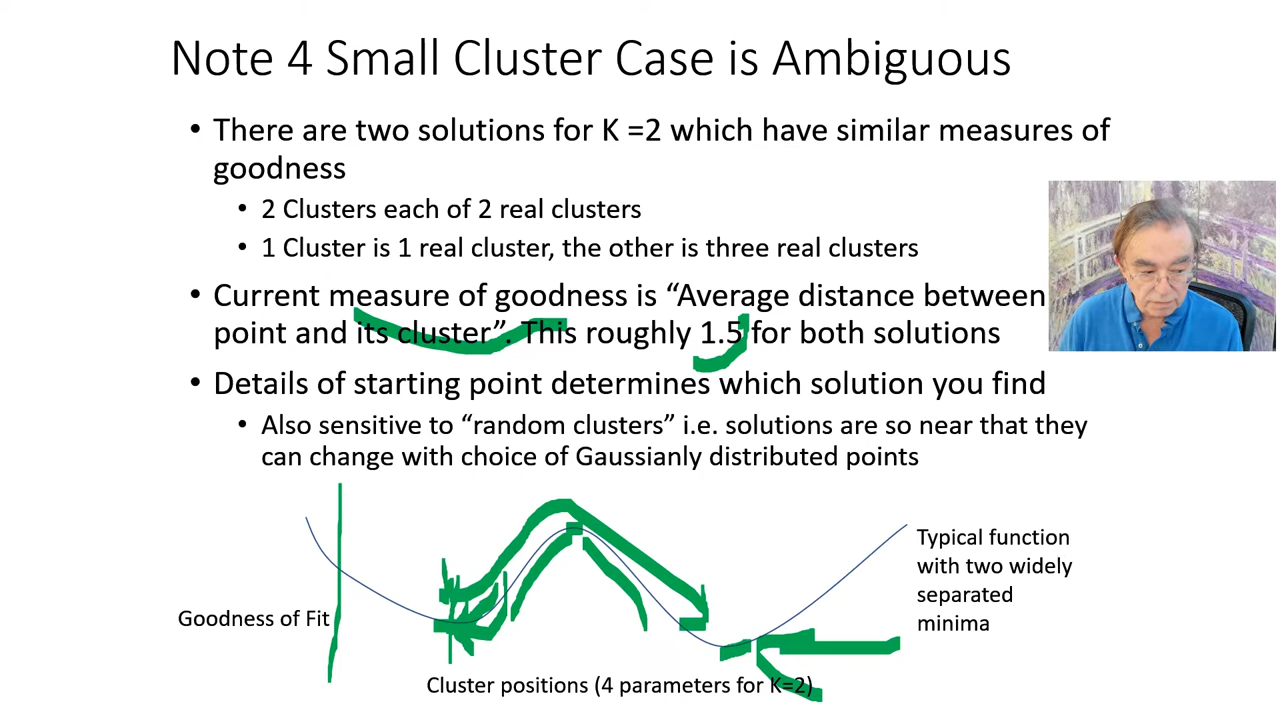 Note 4 Small Cluster Case is Ambiguous
• There are two solutions for K =2 which have similar measures of
goodness
• 2 Clusters each of 2 real clusters
• 1 Cluster is 1 real cluster, the other is three real clusters
• Current measure of goodness is “Average distance between
point and its cluster”. This roughly 1.5 for both solutions
• Details of starting point determines which solution you find
• Also sensitive to “random clusters” i.e. solutions are so near that they
can change with choice of Gaussianly distributed points
Typical function
with two widely
separated
minima
Goodness of Fit
Cluster positions (4 parameters for K=2)